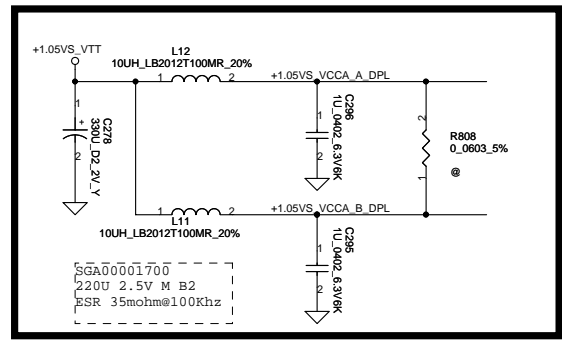 L12
+1.05VS_VTT
10UH_LB2012T100MR_20%
1 2
+1.05VS_VCCA_A_DPL
1
+
2
C278
330U_D2_2V_Y
1
2
C296
1U_0402_6.3V6K
2
1
R808
0_0603_5%
@
1 2
+1.05VS_VCCA_B_DPL
L11
10UH_LB2012T100MR_20%
1
2
C295
1U_0402_6.3V6K
SGA00001700
220U 2.5V M B2
ESR 35mohm@100Khz